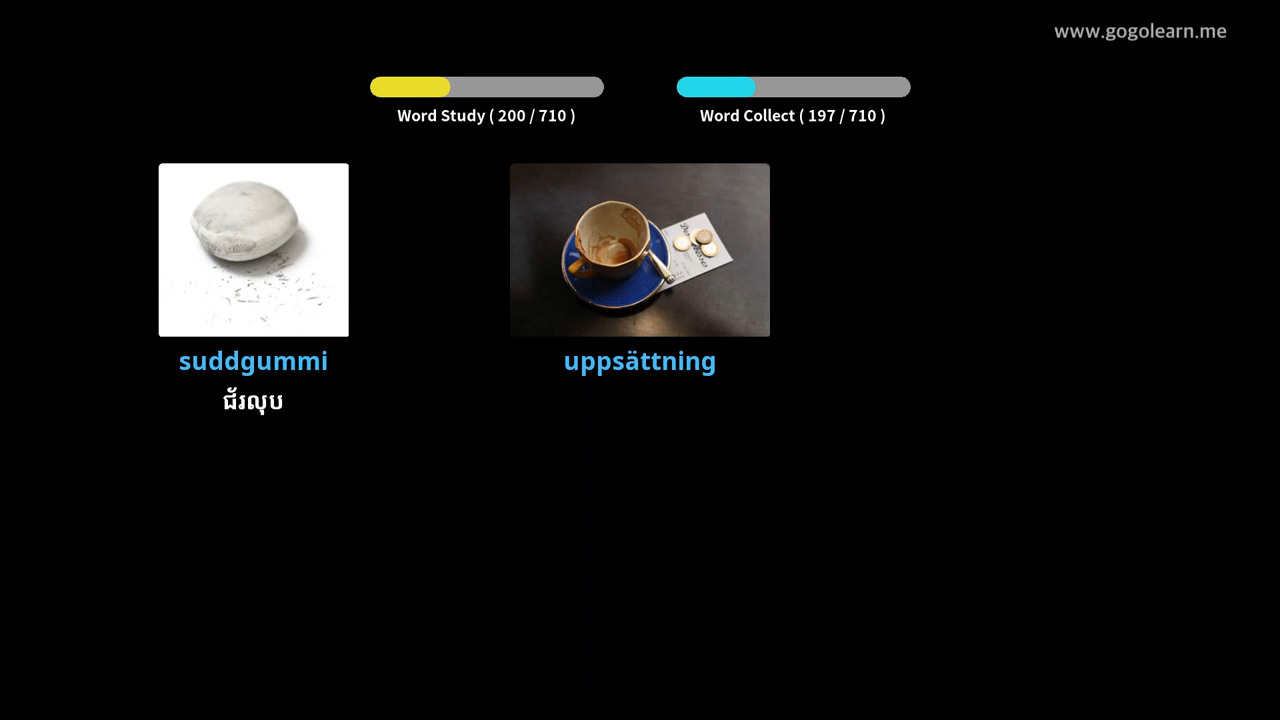 www.gogolearn.me
Word Study ( 200 / 710 )
Word Collect ( 197 / 710 )
suddgummi
ជ័រលុប
uppsättning